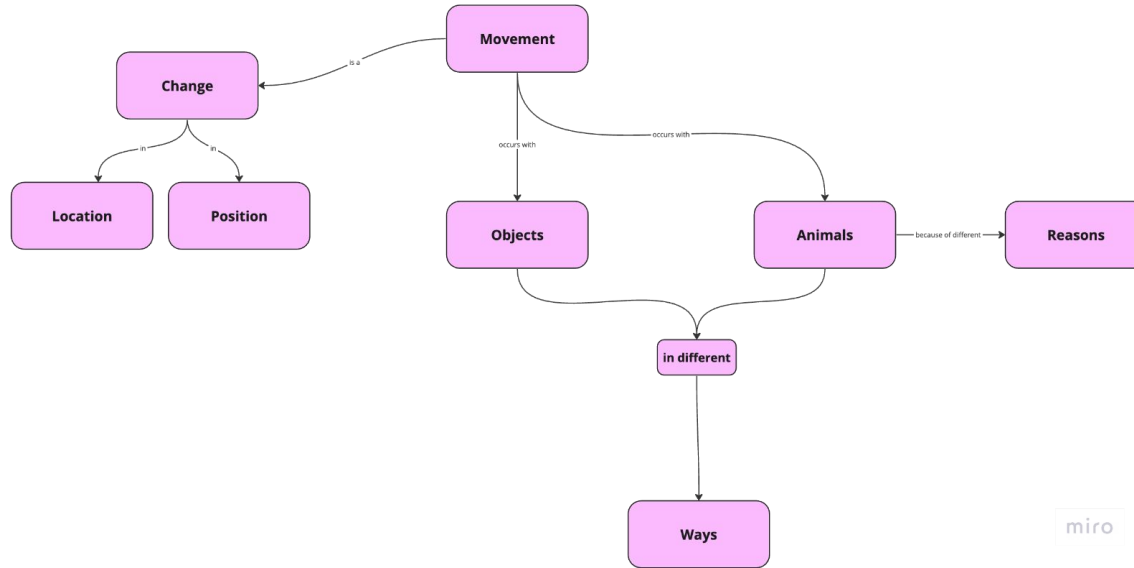 Movement
is a
Change
occurs with
occurs with
in
in
Location
Position
Objects
Animals
because of different
Reasons
in different
Ways
miro